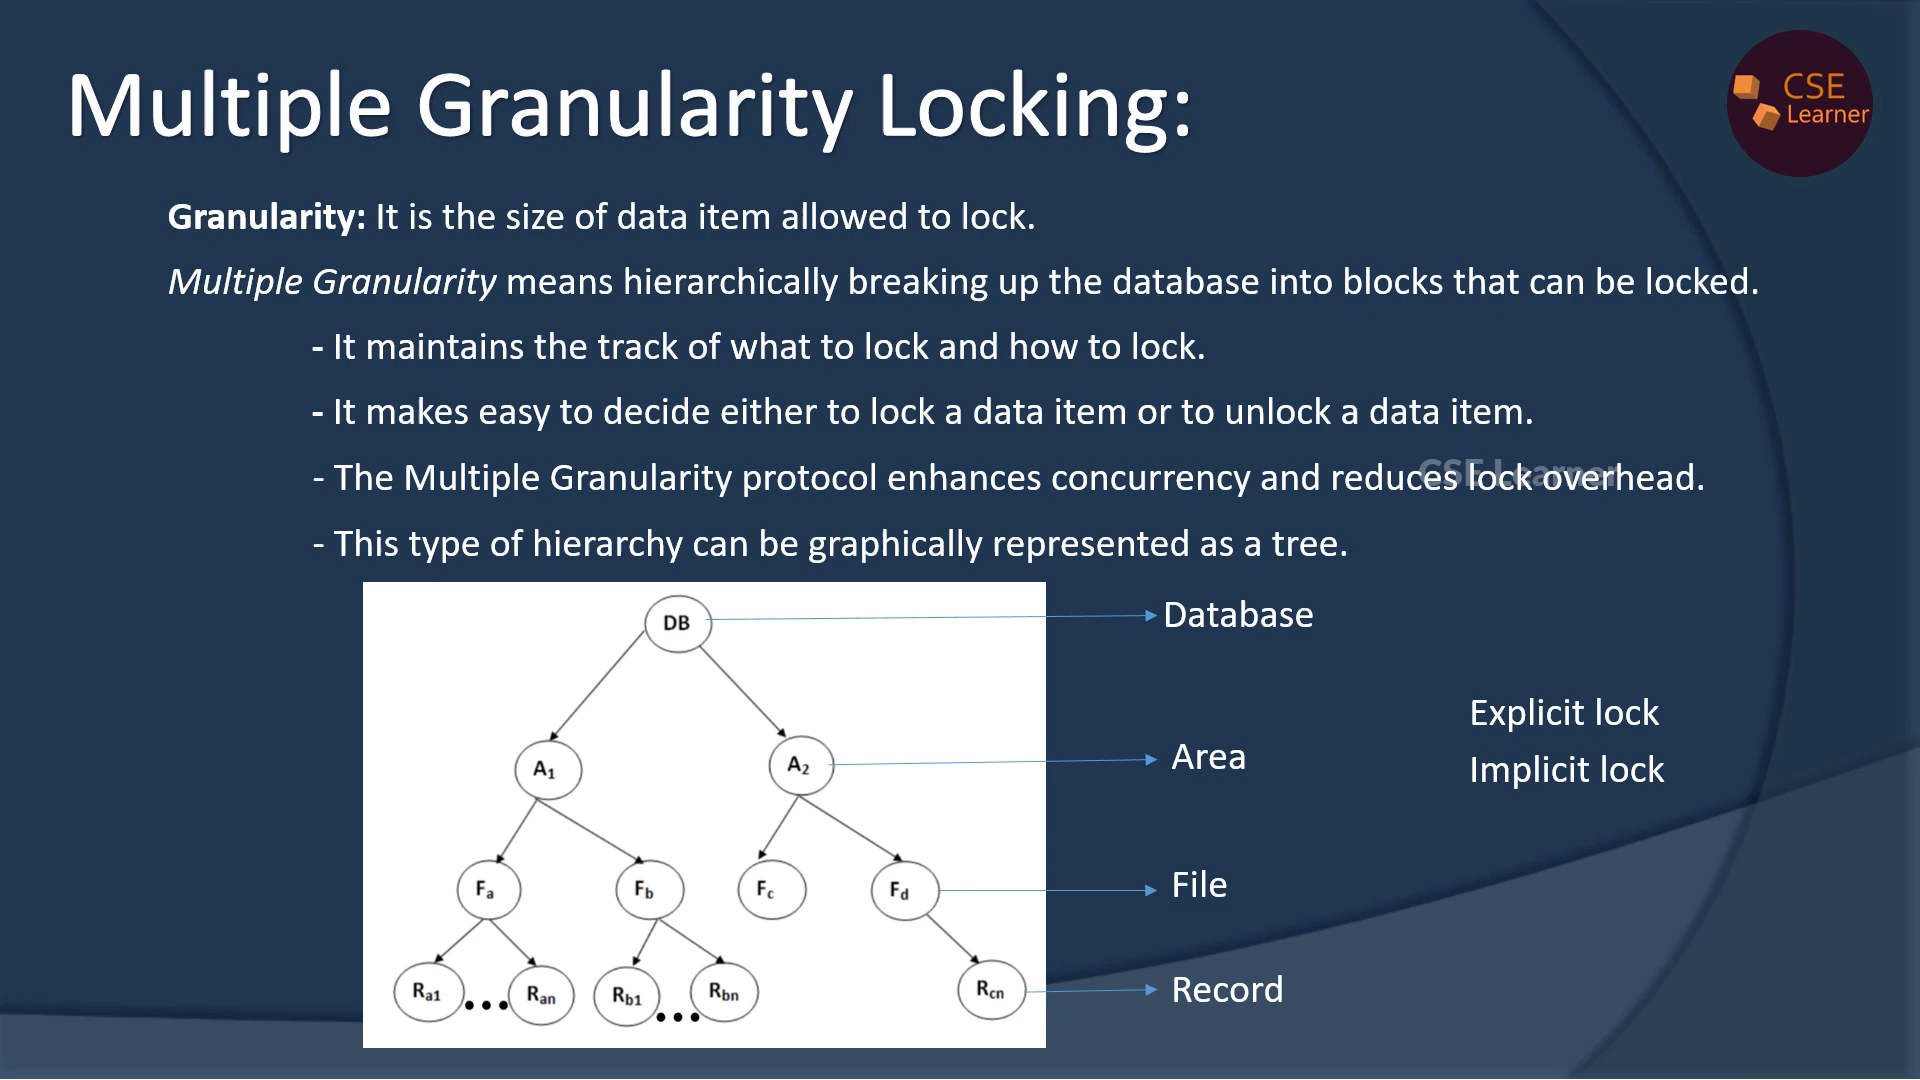 Multiple Granularity Locking:
CSE
Learner
Granularity: It is the size of data item allowed to lock.
Multiple Granularity means hierarchically breaking up the database into blocks that can be locked.
- It maintains the track of what to lock and how to lock.
- It makes easy to decide either to lock a data item or to unlock a data item.
- The Multiple Granularity protocol enhances concurrency and reduces lock overhead.
CSE Learner
- This type of hierarchy can be graphically represented as a tree.
DB
Database
Explicit lock
A1
A2
Area
Implicit lock
Fa
Fb
Fc
Fd
File
Ra1
...
Ran
Rb1
...
Rbn
Rcn
Record